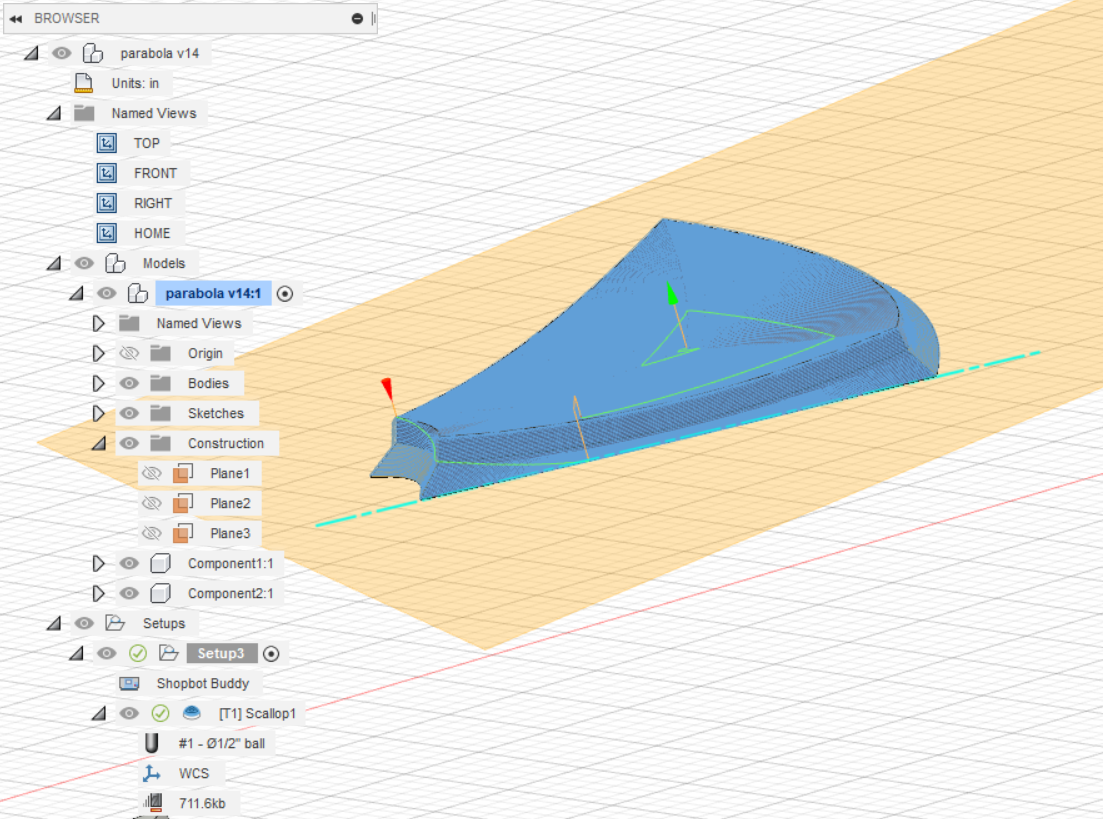 BROWSER
parabola v14
Units: in
Named Views
TOP
FRONT
RIGHT
HOME
Models
parabola v14:1
Named Views
Origin
Bodies
Sketches
Construction
Plane1
Plane2
Plane3
Component1:1
Component2:1
Setups
Setup3
Shopbot Buddy
[T1] Scallop1
#1 - Ø1/2" ball
WCS
711.6kb